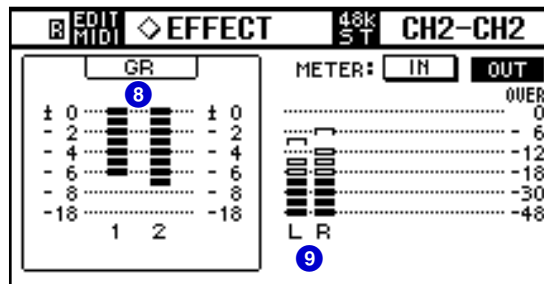 R EDIT MIDI ◇EFFECT 48k ST CH2-CH2
GR METER: IN OUT
8
OVER
± 0 ± 0 0
- 2 - 2 - 6
- 4 - 4 -12
- 6 - 6 -18
- 8 - 8 -30
-18 -18 -48
1 2 L R
9